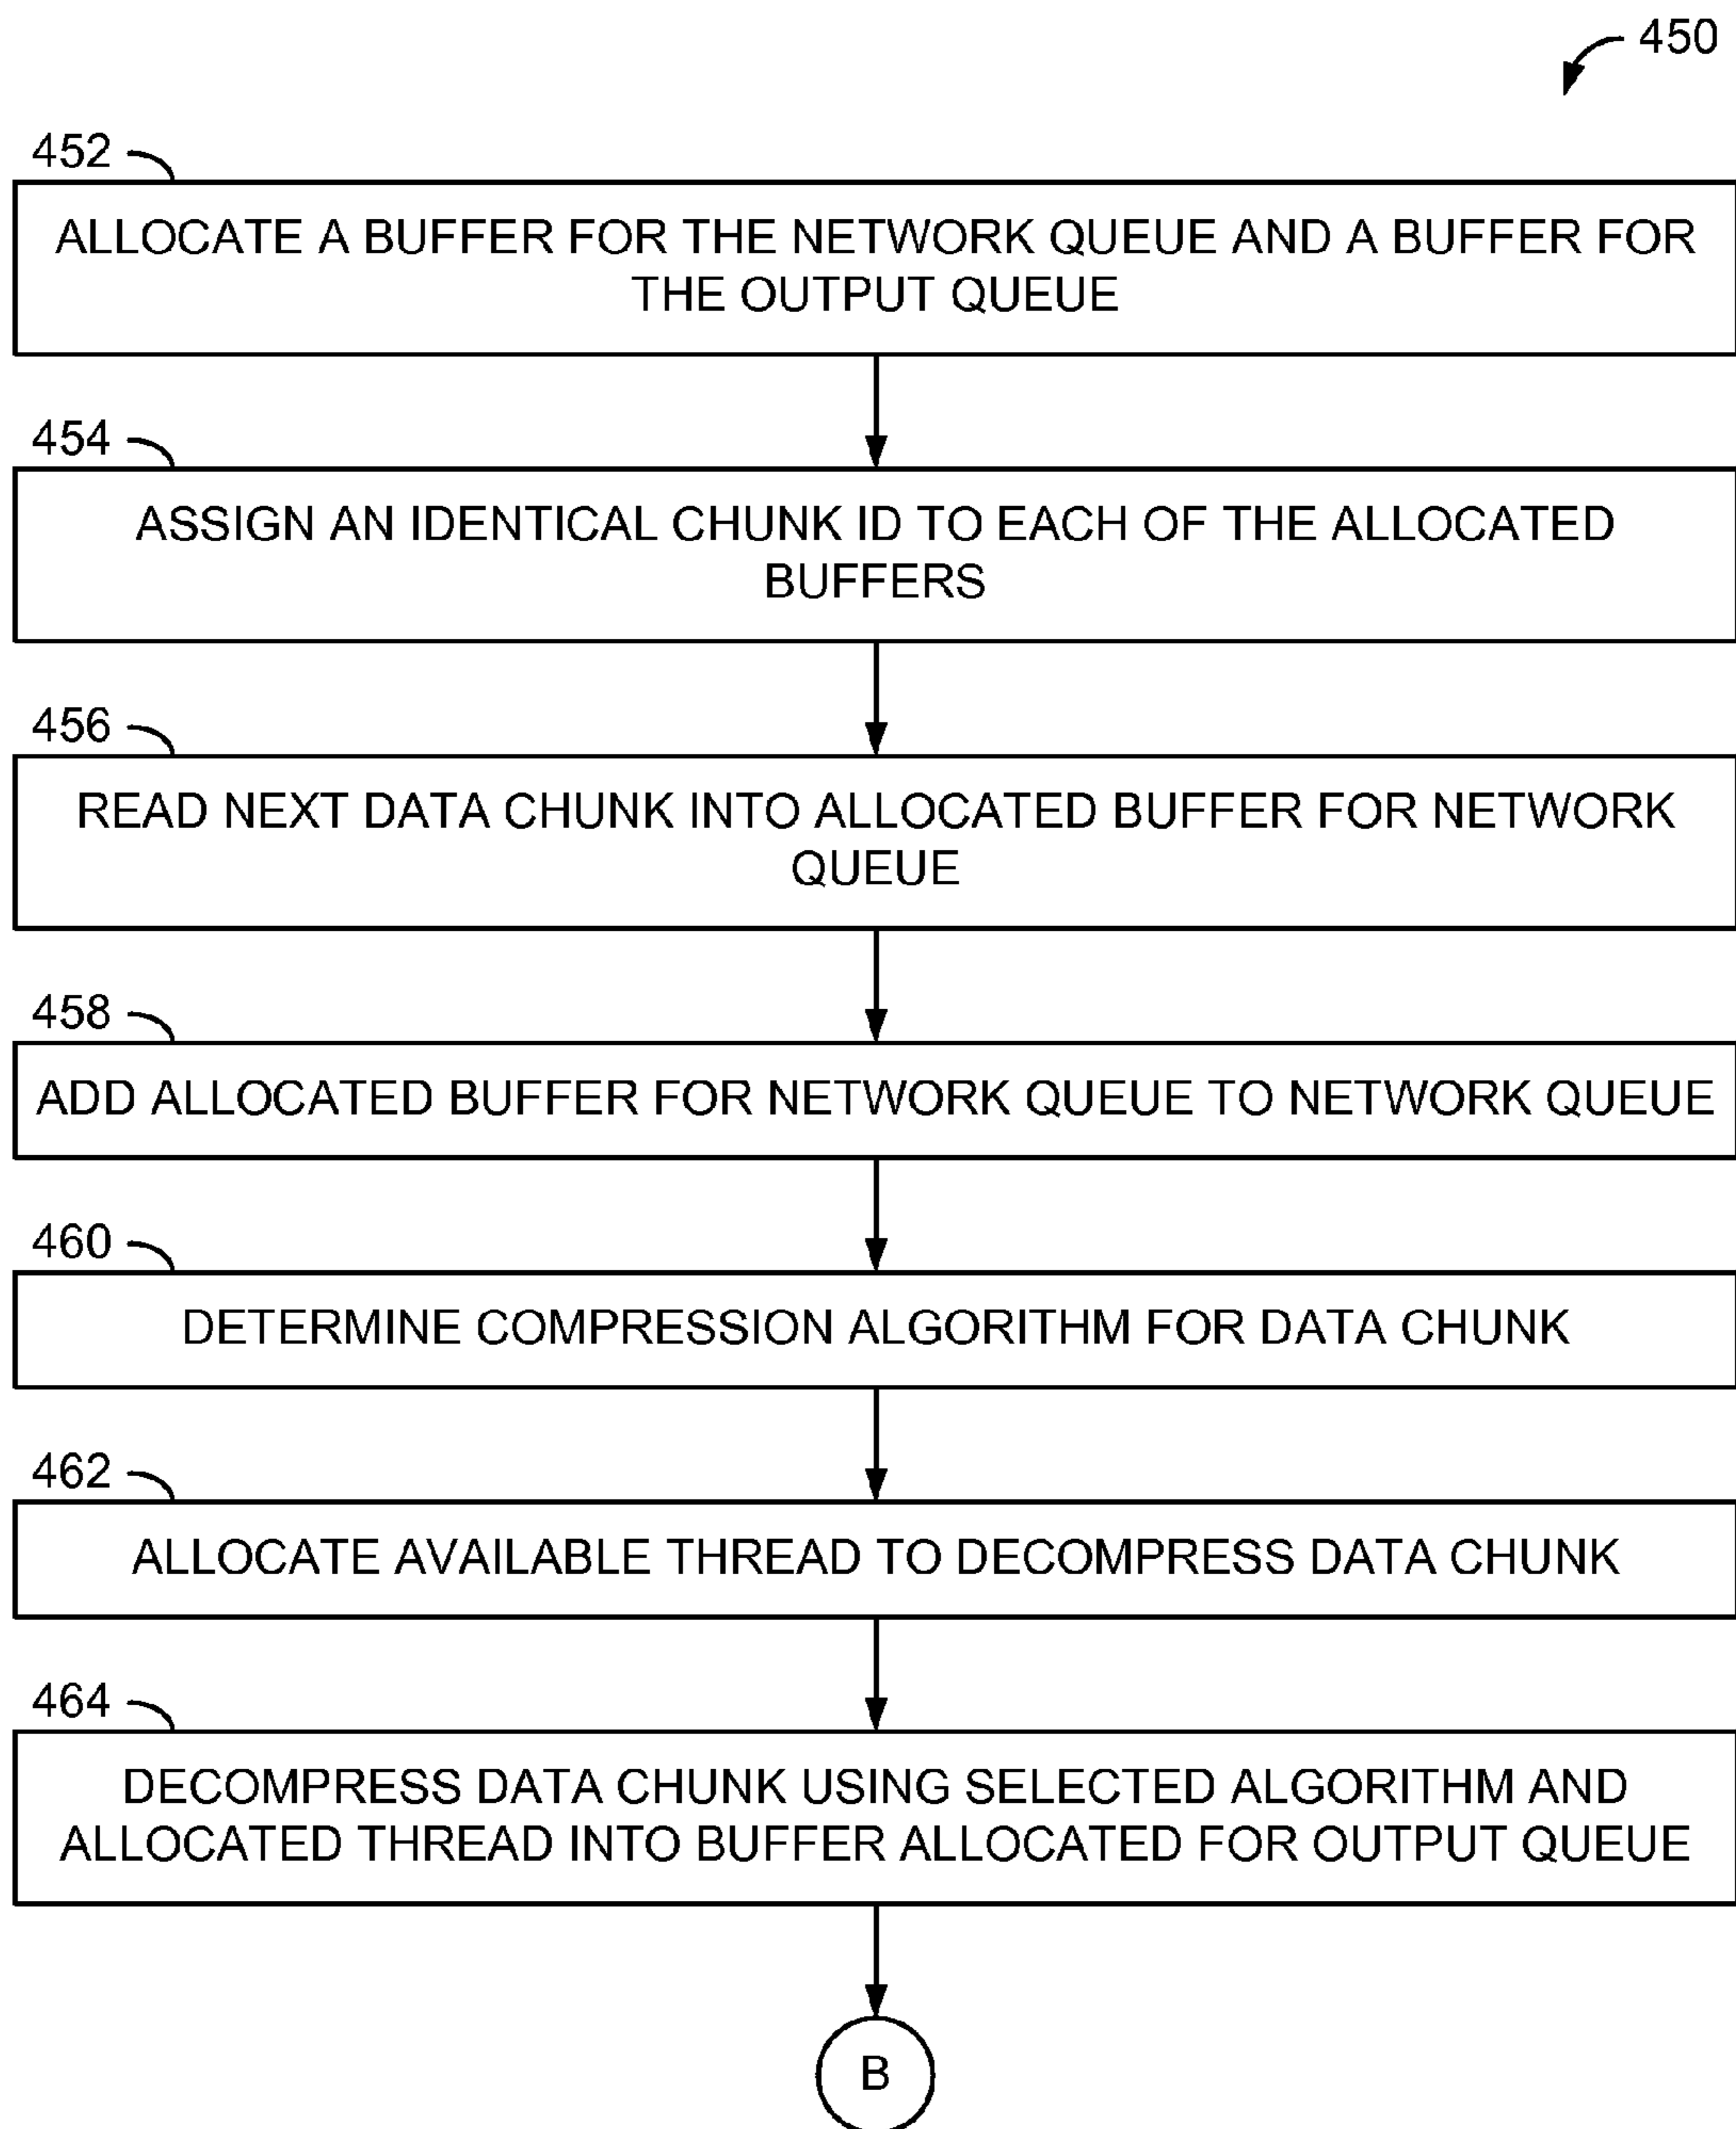 450
452
ALLOCATE A BUFFER FOR THE NETWORK QUEUE AND A BUFFER FOR
THE OUTPUT QUEUE
454
ASSIGN AN IDENTICAL CHUNK ID TO EACH OF THE ALLOCATED
BUFFERS
456
READ NEXT DATA CHUNK INTO ALLOCATED BUFFER FOR NETWORK
QUEUE
458
ADD ALLOCATED BUFFER FOR NETWORK QUEUE TO NETWORK QUEUE
460
DETERMINE COMPRESSION ALGORITHM FOR DATA CHUNK
462
ALLOCATE AVAILABLE THREAD TO DECOMPRESS DATA CHUNK
464
DECOMPRESS DATA CHUNK USING SELECTED ALGORITHM AND
ALLOCATED THREAD INTO BUFFER ALLOCATED FOR OUTPUT QUEUE
B